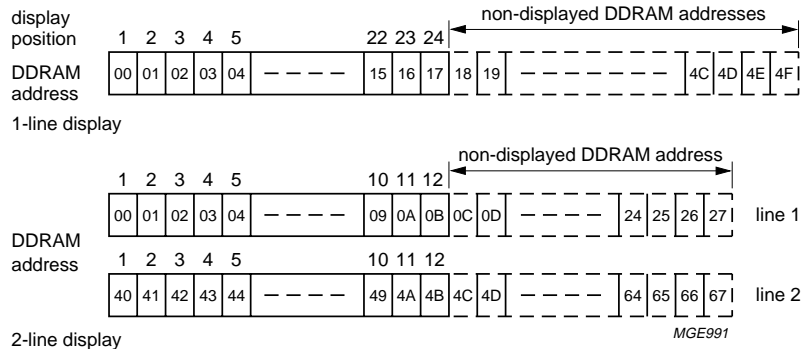 display position
non-displayed DDRAM addresses
1 2 3 4 5 22 23 24
DDRAM address
00 01 02 03 04 15 16 17 18 19 4C 4D 4E 4F
1-line display
non-displayed DDRAM address
1 2 3 4 5 10 11 12
00 01 02 03 04 09 0A 0B 0C 0D 24 25 26 27 line 1
DDRAM address
1 2 3 4 5 10 11 12
40 41 42 43 44 49 4A 4B 4C 4D 64 65 66 67 line 2
MGE991
2-line display